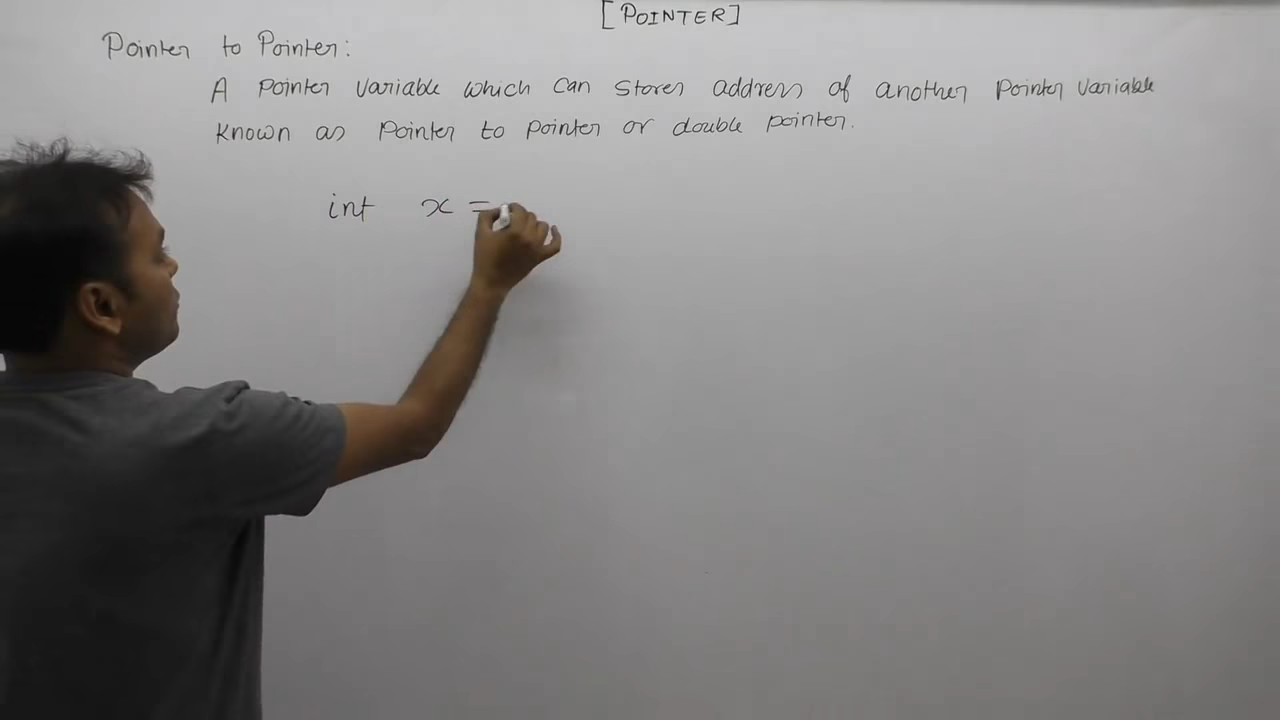 [POINTER]
Pointer to Pointer:
A pointer variable which can stores address of another pointer variable
known as pointer to pointer or double pointer.
int x =